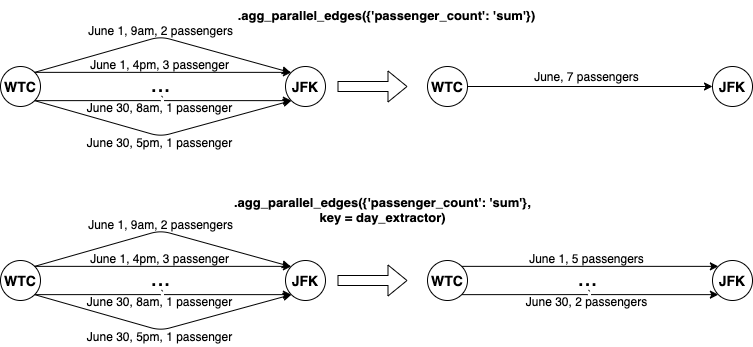 .agg_parallel_edges({'passenger_count': 'sum'})
June 1, 9am, 2 passengers
June 1, 4pm, 3 passenger
WTC
...
JFK
June 30, 8am, 1 passenger
June 30, 5pm, 1 passenger
WTC
June, 7 passengers
JFK
.agg_parallel_edges({'passenger_count': 'sum'},
key = day_extractor)
June 1, 9am, 2 passengers
June 1, 4pm, 3 passenger
WTC
...
JFK
June 30, 8am, 1 passenger
June 30, 5pm, 1 passenger
WTC
June 1, 5 passengers
...
June 30, 2 passengers
JFK